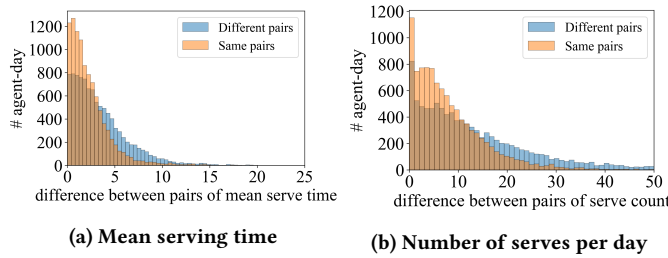 # agent-day
1200
1000
800
600
400
200
0
0 5 10 15 20 25
difference between pairs of mean serve time
Different pairs
Same pairs
(a) Mean serving time
# agent-day
1200
1000
800
600
400
200
0
0 10 20 30 40 50
difference between pairs of serve count
Different pairs
Same pairs
(b) Number of serves per day